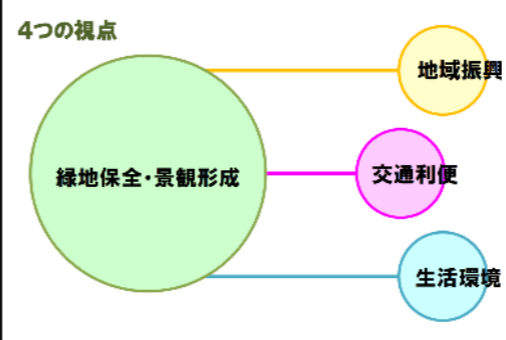 4つの視点
地域振興
緑地保全・景観形成
交通利便
生活環境